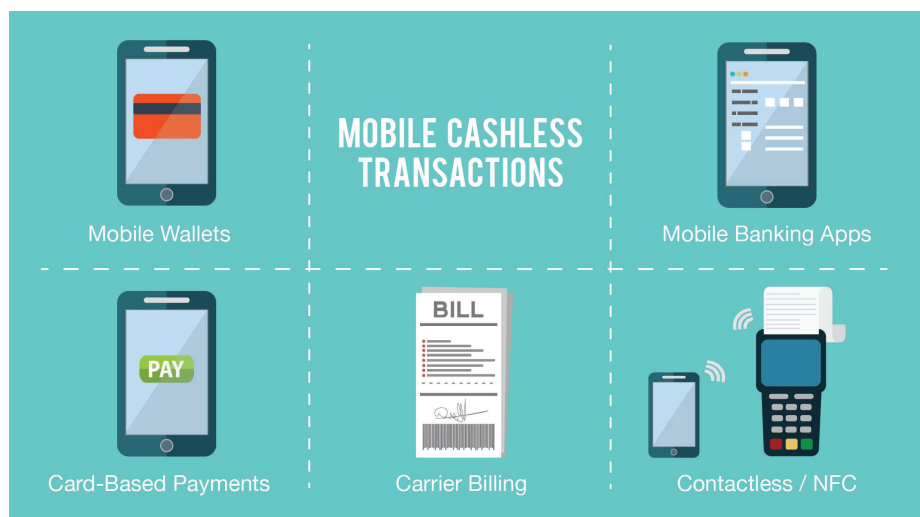 MOBILE CASHLESS
TRANSACTIONS
Mobile Wallets
Mobile Banking Apps
PAY
Card-Based Payments
BILL
Carrier Billing
Contactless / NFC